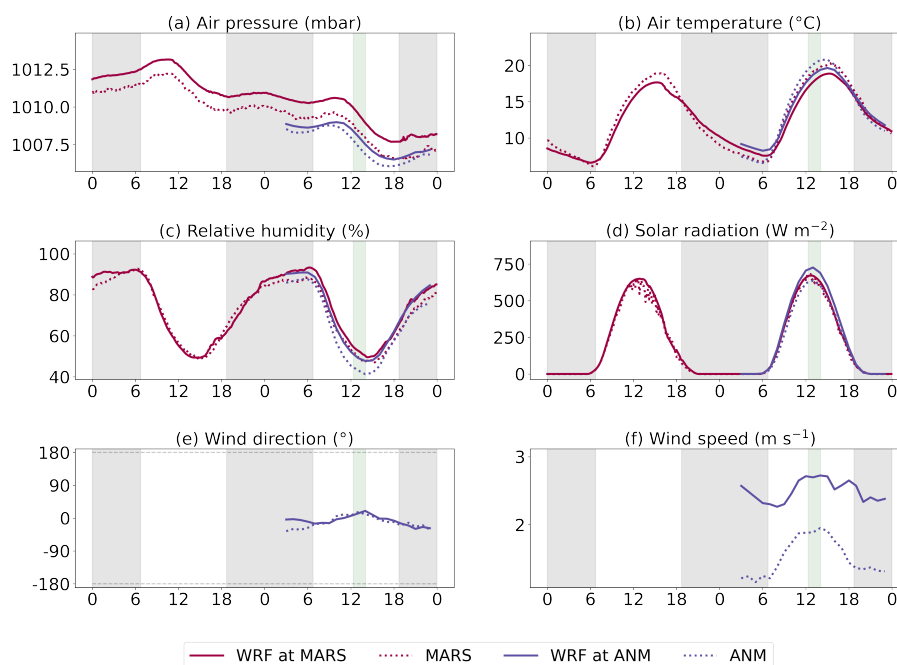 (a) Air pressure (mbar)
1012.5
1010.0
1007.5
0 6 12 18 0 6 12 18 0
(b) Air temperature (°C)
20
15
10
0 6 12 18 0 6 12 18 0
(c) Relative humidity (%)
100
80
60
40
0 6 12 18 0 6 12 18 0
(d) Solar radiation (W m⁻²)
750
500
250
0
0 6 12 18 0 6 12 18 0
(e) Wind direction (°)
180
90
0
-90
-180
0 6 12 18 0 6 12 18 0
(f) Wind speed (m s⁻¹)
3
2
0 6 12 18 0 6 12 18 0
WRF at MARS MARS WRF at ANM ANM